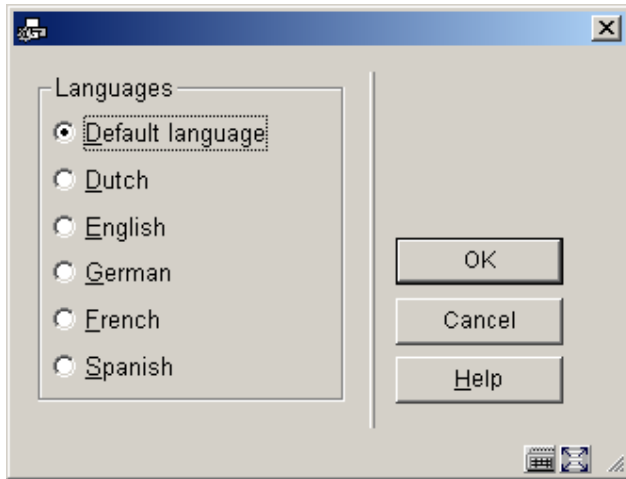 Languages
Default language
Dutch
English
German
French
Spanish
OK
Cancel
Help